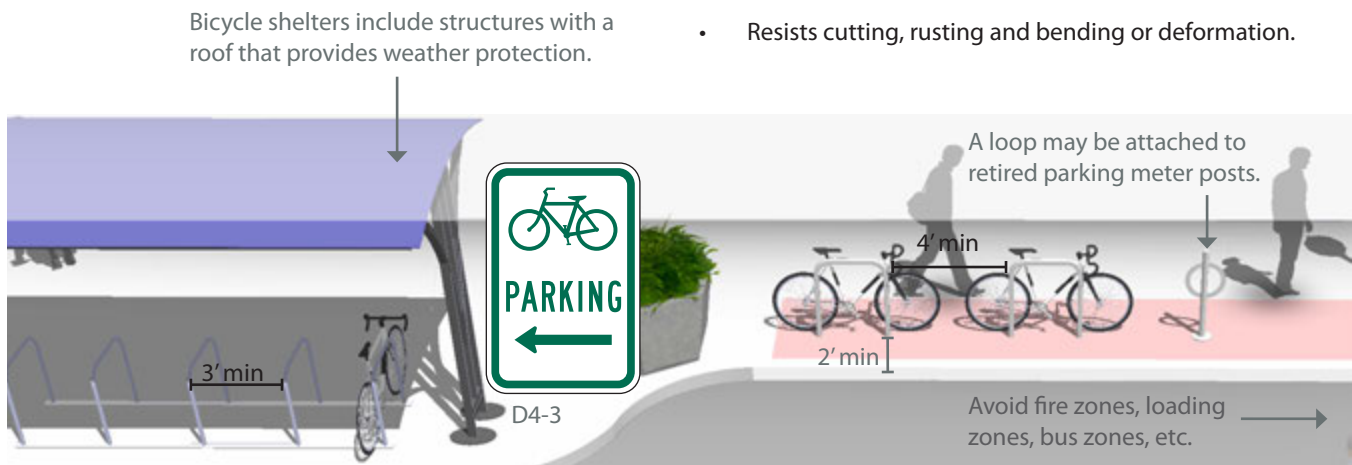 Bicycle shelters include structures with a
roof that provides weather protection.
• Resists cutting, rusting and bending or deformation.
A loop may be attached to
retired parking meter posts.
4’ min
PARKING
3’ min
2’ min
D4-3
Avoid fire zones, loading
zones, bus zones, etc.